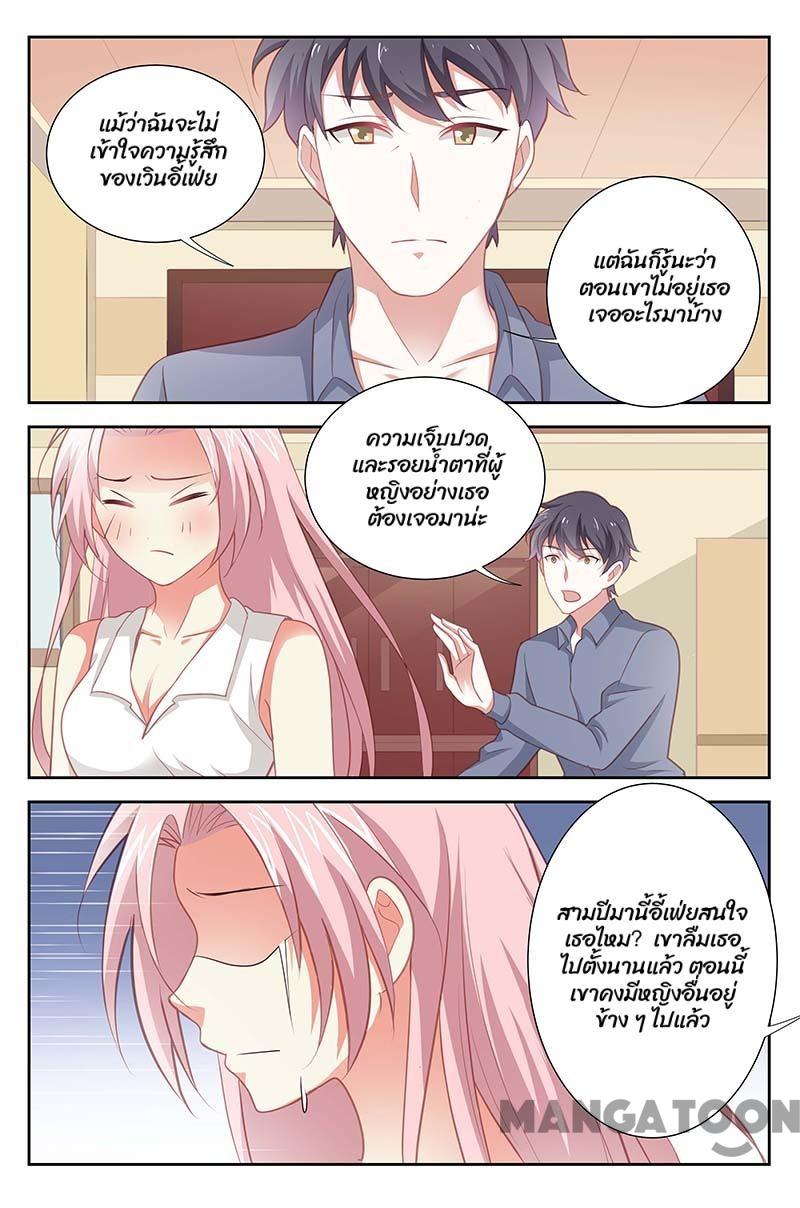 แม้ว่าฉันจะไม่
เข้าใจความรู้สึก
ของเวินอี้เฟ่ย
แต่ฉันก็รู้นะว่า
ตอนเขาไม่อยู่เธอ
เจออะไรมาบ้าง
ความเจ็บปวด
และรอยน้ำตาที่ผู้
หญิงอย่างเธอ
ต้องเจอมาน่ะ
สามปีมานี้อี้เฟ่ยสนใจ
เธอไหม? เขาลืมเธอ
ไปตั้งนานแล้ว ตอนนี้
เขาคงมีหญิงอื่นอยู่
ข้าง ๆ ไปแล้ว
MANGATOON